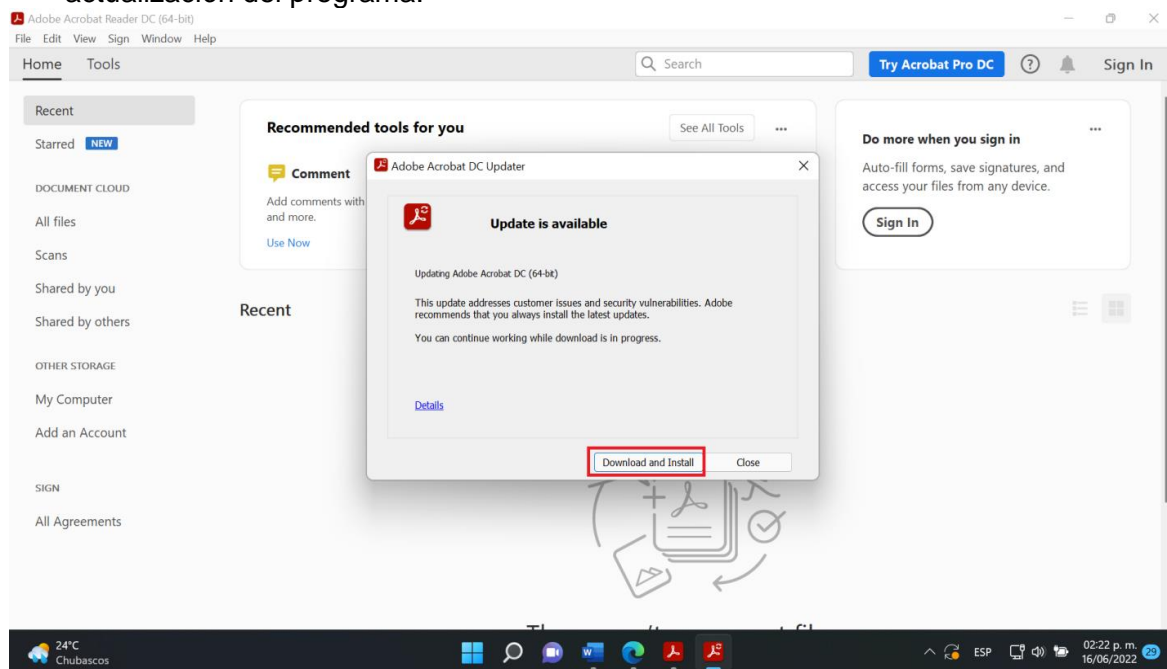 actualización del programa.
Adobe Acrobat Reader DC (64-bit)
File Edit View Sign Window Help
Home Tools
Search
Try Acrobat Pro DC
Sign In
Recent
Starred NEW
DOCUMENT CLOUD
All files
Scans
Shared by you
Shared by others
OTHER STORAGE
My Computer
Add an Account
SIGN
All Agreements
Recommended tools for you
See All Tools
Comment
Add comments with
and more.
Use Now
Do more when you sign in
Auto-fill forms, save signatures, and
access your files from any device.
Sign In
Recent
Adobe Acrobat DC Updater
Update is available
Updating Adobe Acrobat DC (64-bit)
This update addresses customer issues and security vulnerabilities. Adobe
recommends that you always install the latest updates.
You can continue working while download is in progress.
Details
Download and Install
Close
24°C
Chubascos
ESP
02:22 p. m.
16/06/2022
29